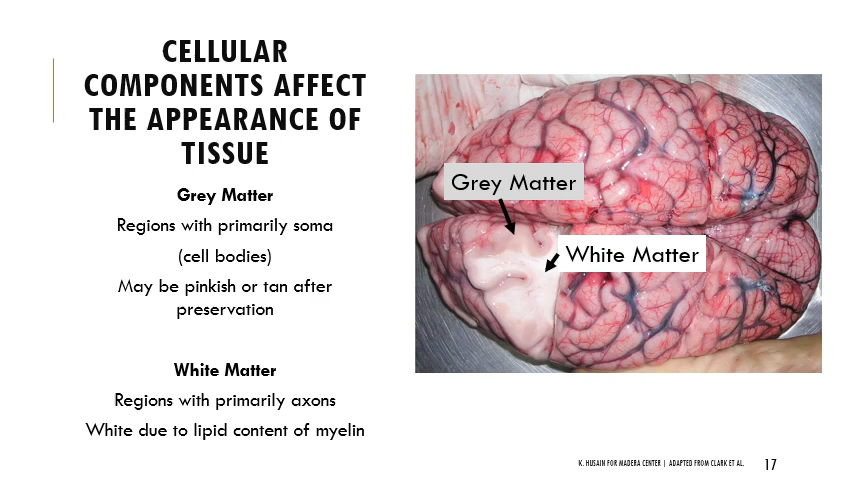 CELLULAR
COMPONENTS AFFECT
THE APPEARANCE OF
TISSUE
Grey Matter
Regions with primarily soma
(cell bodies)
May be pinkish or tan after
preservation
White Matter
Regions with primarily axons
White due to lipid content of myelin
Grey Matter
White Matter
K. HUSAIN FOR MADERA CENTER | ADAPTED FROM CLARK ET AL.
17